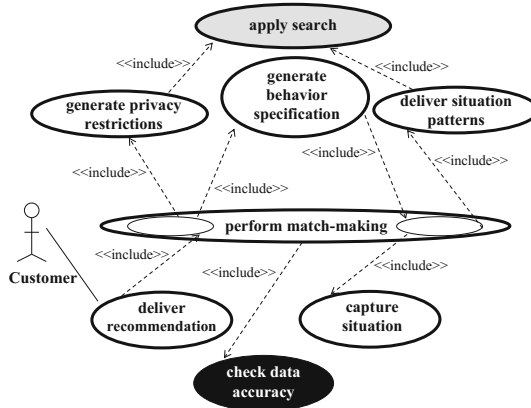 apply search
<<include>>
<<include>>
generate
behavior
specification
generate privacy
restrictions
deliver situation
patterns
<<include>>
<<include>>
<<include>>
<<include>>
perform match-making
Customer
<<include>>
<<include>>
<<include>>
deliver
recommendation
capture
situation
check data
accuracy